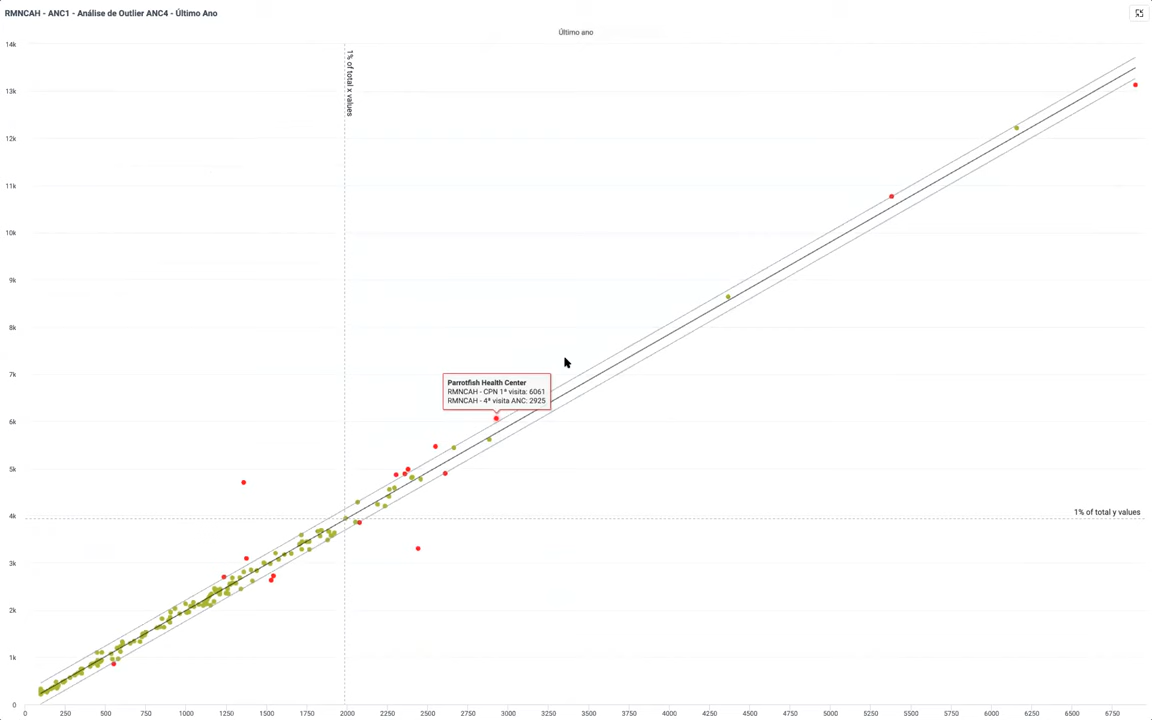 RMNCAH - ANC1 - Análise de Outlier ANC4 - Último Ano
Último ano
14k
13k
12k
11k
10k
9k
8k
7k
6k
5k
4k
3k
2k
1k
0
1% of total x values
Parrotfish Health Center
RMNCAH - CPN 1ª visita: 6061
RMNCAH - 4ª visita ANC: 2925
1% of total y values
0 250 500 750 1000 1250 1500 1750 2000 2250 2500 2750 3000 3250 3500 3750 4000 4250 4500 4750 5000 5250 5500 5750 6000 6250 6500 6750